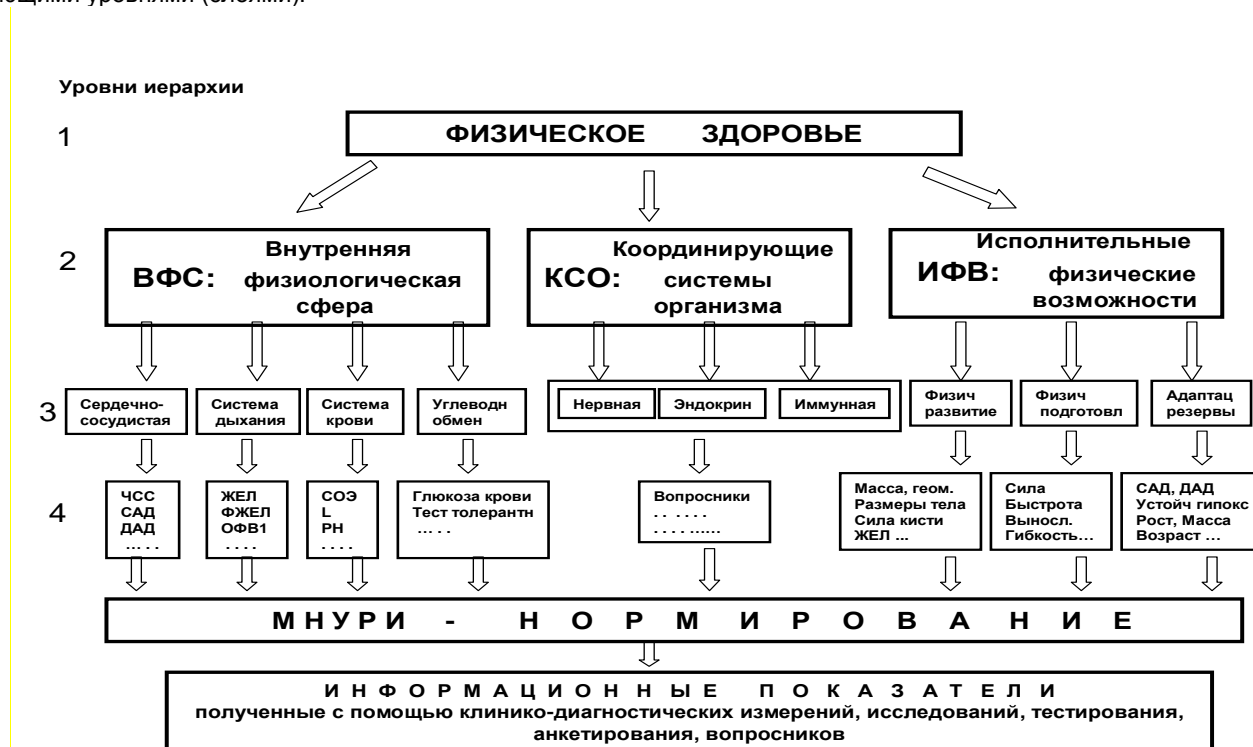 уровнями (слоями).
Уровни иерархии
1
ФИЗИЧЕСКОЕ ЗДОРОВЬЕ
2
Внутренняя
ВФС: физиологическая
сфера
Координирующие
КСО: системы
организма
Исполнительные
ИФВ: физические
возможности
3
Сердечно-
сосудистая
Система
дыхания
Система
крови
Углеводн
обмен
Нервная
Эндокрин
Иммунная
Физич
развитие
Физич
подготовл
Адаптац
резервы
4
ЧСС
САД
ДАД
... . .
ЖЕЛ
ФЖЕЛ
ОФВ1
. . . .
СОЭ
L
PH
. . . .
Глюкоза крови
Тест толерантн
... . .
Вопросники
. . . . . .
. . . . ......
Масса, геом.
Размеры тела
Сила кисти
ЖЕЛ ...
Сила
Быстрота
Выносл.
Гибкость...
САД, ДАД
Устойч гипокс
Рост, Масса
Возраст ...
МНУРИ - Н О Р М И Р О В А Н И Е
И Н Ф О Р М А Ц И О Н Н Ы Е П О К А З А Т Е Л И
полученные с помощью клинико-диагностических измерений, исследований, тестирования,
анкетирования, вопросников